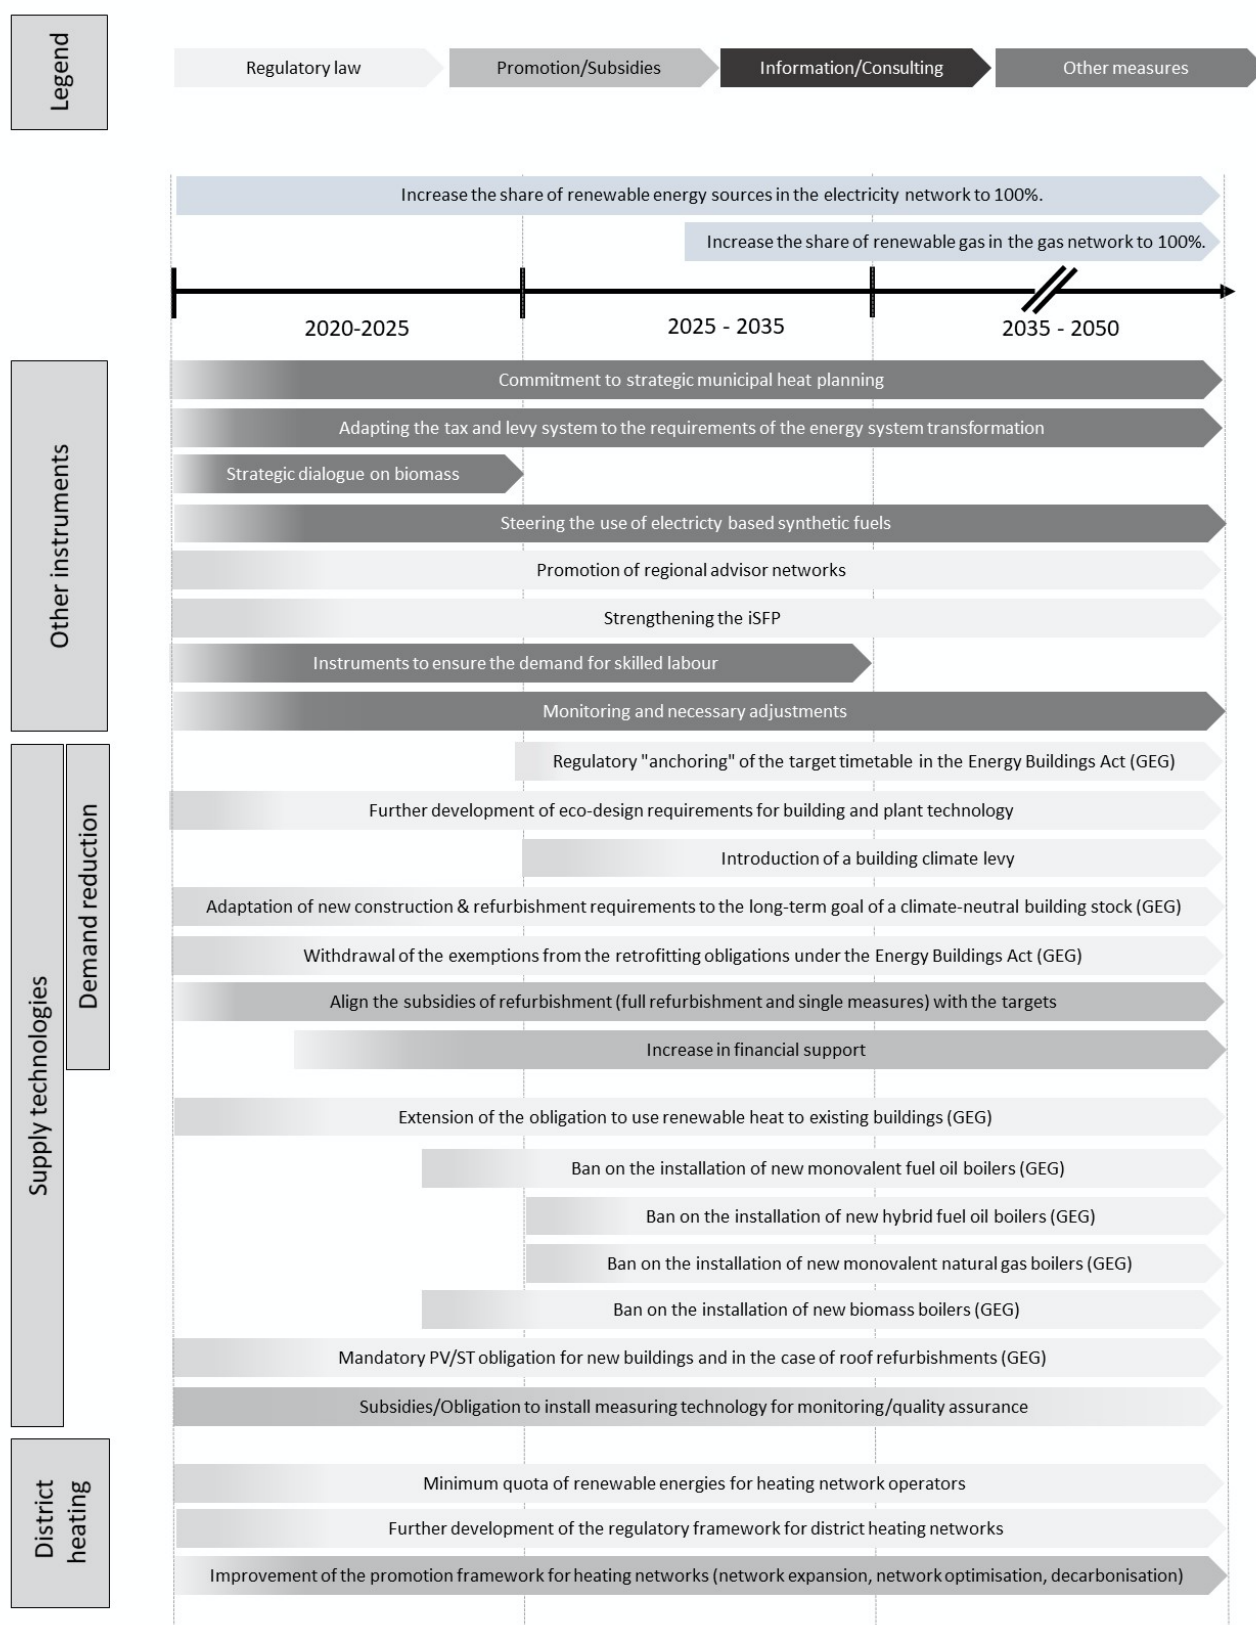 Legend
Regulatory law
Promotion/Subsidies
Information/Consulting
Other measures
Increase the share of renewable energy sources in the electricity network to 100%.
Increase the share of renewable gas in the gas network to 100%.
2020-2025
2025 - 2035
2035 - 2050
Other instruments
Commitment to strategic municipal heat planning
Adapting the tax and levy system to the requirements of the energy system transformation
Strategic dialogue on biomass
Steering the use of electricty based synthetic fuels
Promotion of regional advisor networks
Strengthening the iSFP
Instruments to ensure the demand for skilled labour
Monitoring and necessary adjustments
Supply technologies
Demand reduction
Regulatory "anchoring" of the target timetable in the Energy Buildings Act (GEG)
Further development of eco-design requirements for building and plant technology
Introduction of a building climate levy
Adaptation of new construction & refurbishment requirements to the long-term goal of a climate-neutral building stock (GEG)
Withdrawal of the exemptions from the retrofitting obligations under the Energy Buildings Act (GEG)
Align the subsidies of refurbishment (full refurbishment and single measures) with the targets
Increase in financial support
Extension of the obligation to use renewable heat to existing buildings (GEG)
Ban on the installation of new monovalent fuel oil boilers (GEG)
Ban on the installation of new hybrid fuel oil boilers (GEG)
Ban on the installation of new monovalent natural gas boilers (GEG)
Ban on the installation of new biomass boilers (GEG)
Mandatory PV/ST obligation for new buildings and in the case of roof refurbishments (GEG)
Subsidies/Obligation to install measuring technology for monitoring/quality assurance
District
heating
Minimum quota of renewable energies for heating network operators
Further development of the regulatory framework for district heating networks
Improvement of the promotion framework for heating networks (network expansion, network optimisation, decarbonisation)